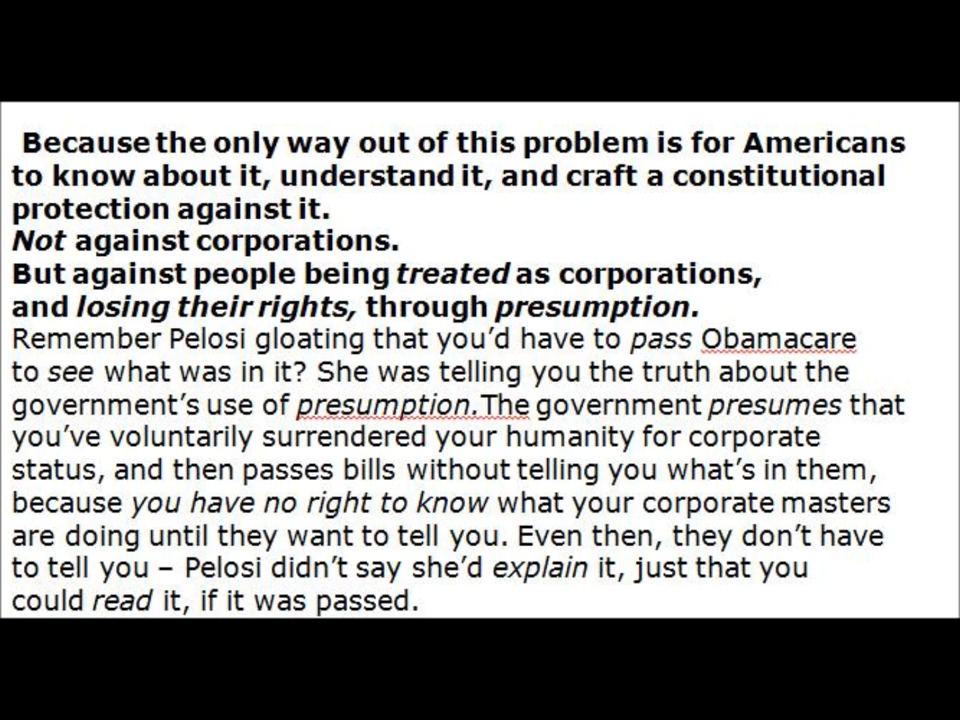 Because the only way out of this problem is for Americans
to know about it, understand it, and craft a constitutional
protection against it.
Not against corporations.
But against people being treated as corporations,
and losing their rights, through presumption.
Remember Pelosi gloating that you’d have to pass Obamacare
to see what was in it? She was telling you the truth about the
government’s use of presumption.The government presumes that
you’ve voluntarily surrendered your humanity for corporate
status, and then passes bills without telling you what’s in them,
because you have no right to know what your corporate masters
are doing until they want to tell you. Even then, they don’t have
to tell you – Pelosi didn’t say she’d explain it, just that you
could read it, if it was passed.